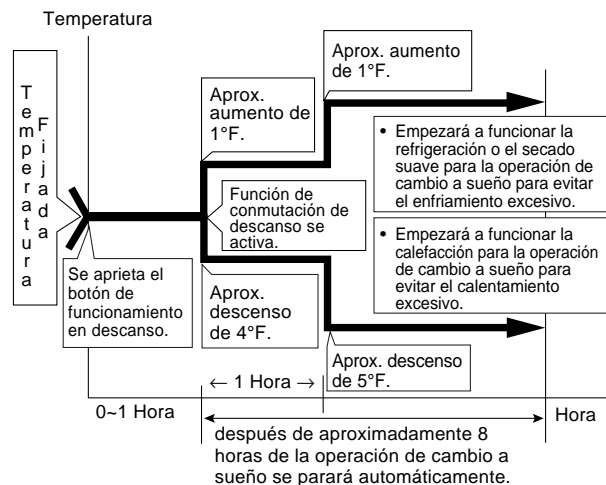 Temperatura
Temperatura
Fijada
Aprox.
aumento de
1°F.
Aprox. aumento
de 1°F.
• Empezará a funcionar la
refrigeración o el secado
suave para la operación de
cambio a sueño para evitar
el enfriamiento excesivo.
Función de
conmutación de
descanso se
activa.
• Empezará a funcionar la
calefacción para la operación
de cambio a sueño para
evitar el calentamiento
excesivo.
Se aprieta el
botón de
funcionamiento
en descanso.
Aprox.
descenso
de 4°F.
Aprox. descenso
de 5°F.
← 1 Hora →
0~1 Hora
Hora
después de aproximadamente 8
horas de la operación de cambio a
sueño se parará automáticamente.